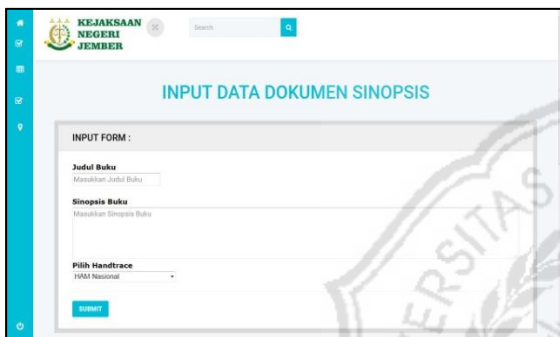 KEJAKSAAN
NEGERI
JEMBER
Search
INPUT DATA DOKUMEN SINOPSIS
INPUT FORM :
Judul Buku
Masukkan Judul Buku
Sinopsis Buku
Masukkan Sinopsis Buku
Pilih Handtrace
HAM Nasional
SUBMIT